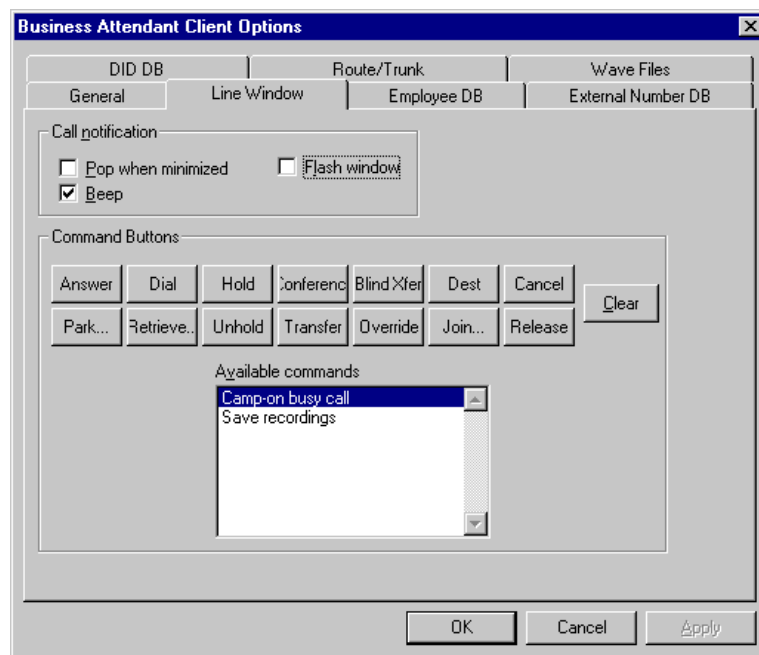 Business Attendant Client Options
DID DB Route/Trunk Wave Files
General Line Window Employee DB External Number DB
Call notification
Pop when minimized Flash window
Beep
Command Buttons
Answer Dial Hold Conferenc Blind Xfer Dest Cancel
Clear
Park... Retrieve.. Unhold Transfer Override Join... Release
Available commands
Camp-on busy call
Save recordings
OK Cancel Apply